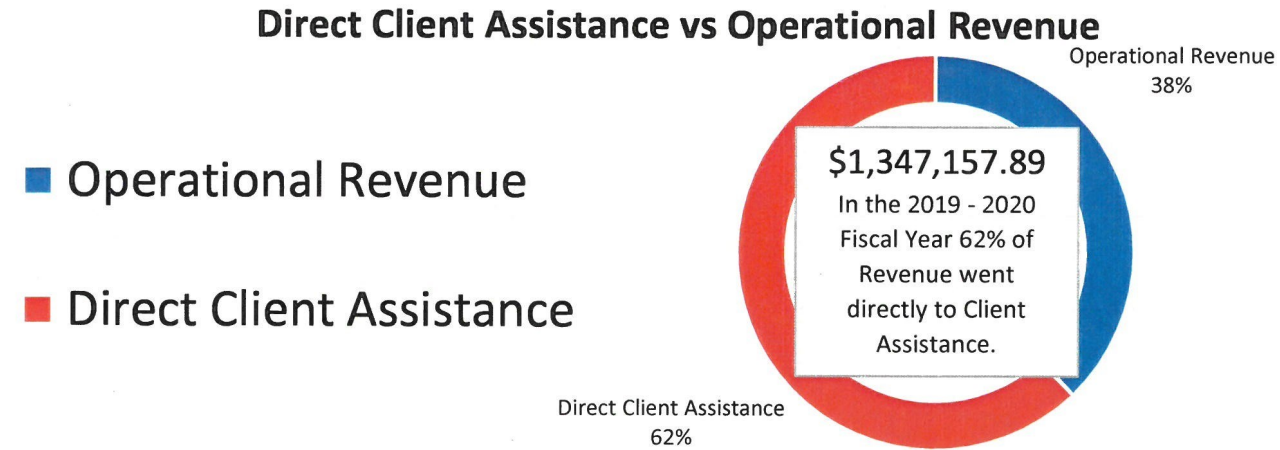 Direct Client Assistance vs Operational Revenue
Operational Revenue
38%
Operational Revenue
Direct Client Assistance
$1,347,157.89
In the 2019 - 2020
Fiscal Year 62% of
Revenue went
directly to Client
Assistance.
Direct Client Assistance
62%